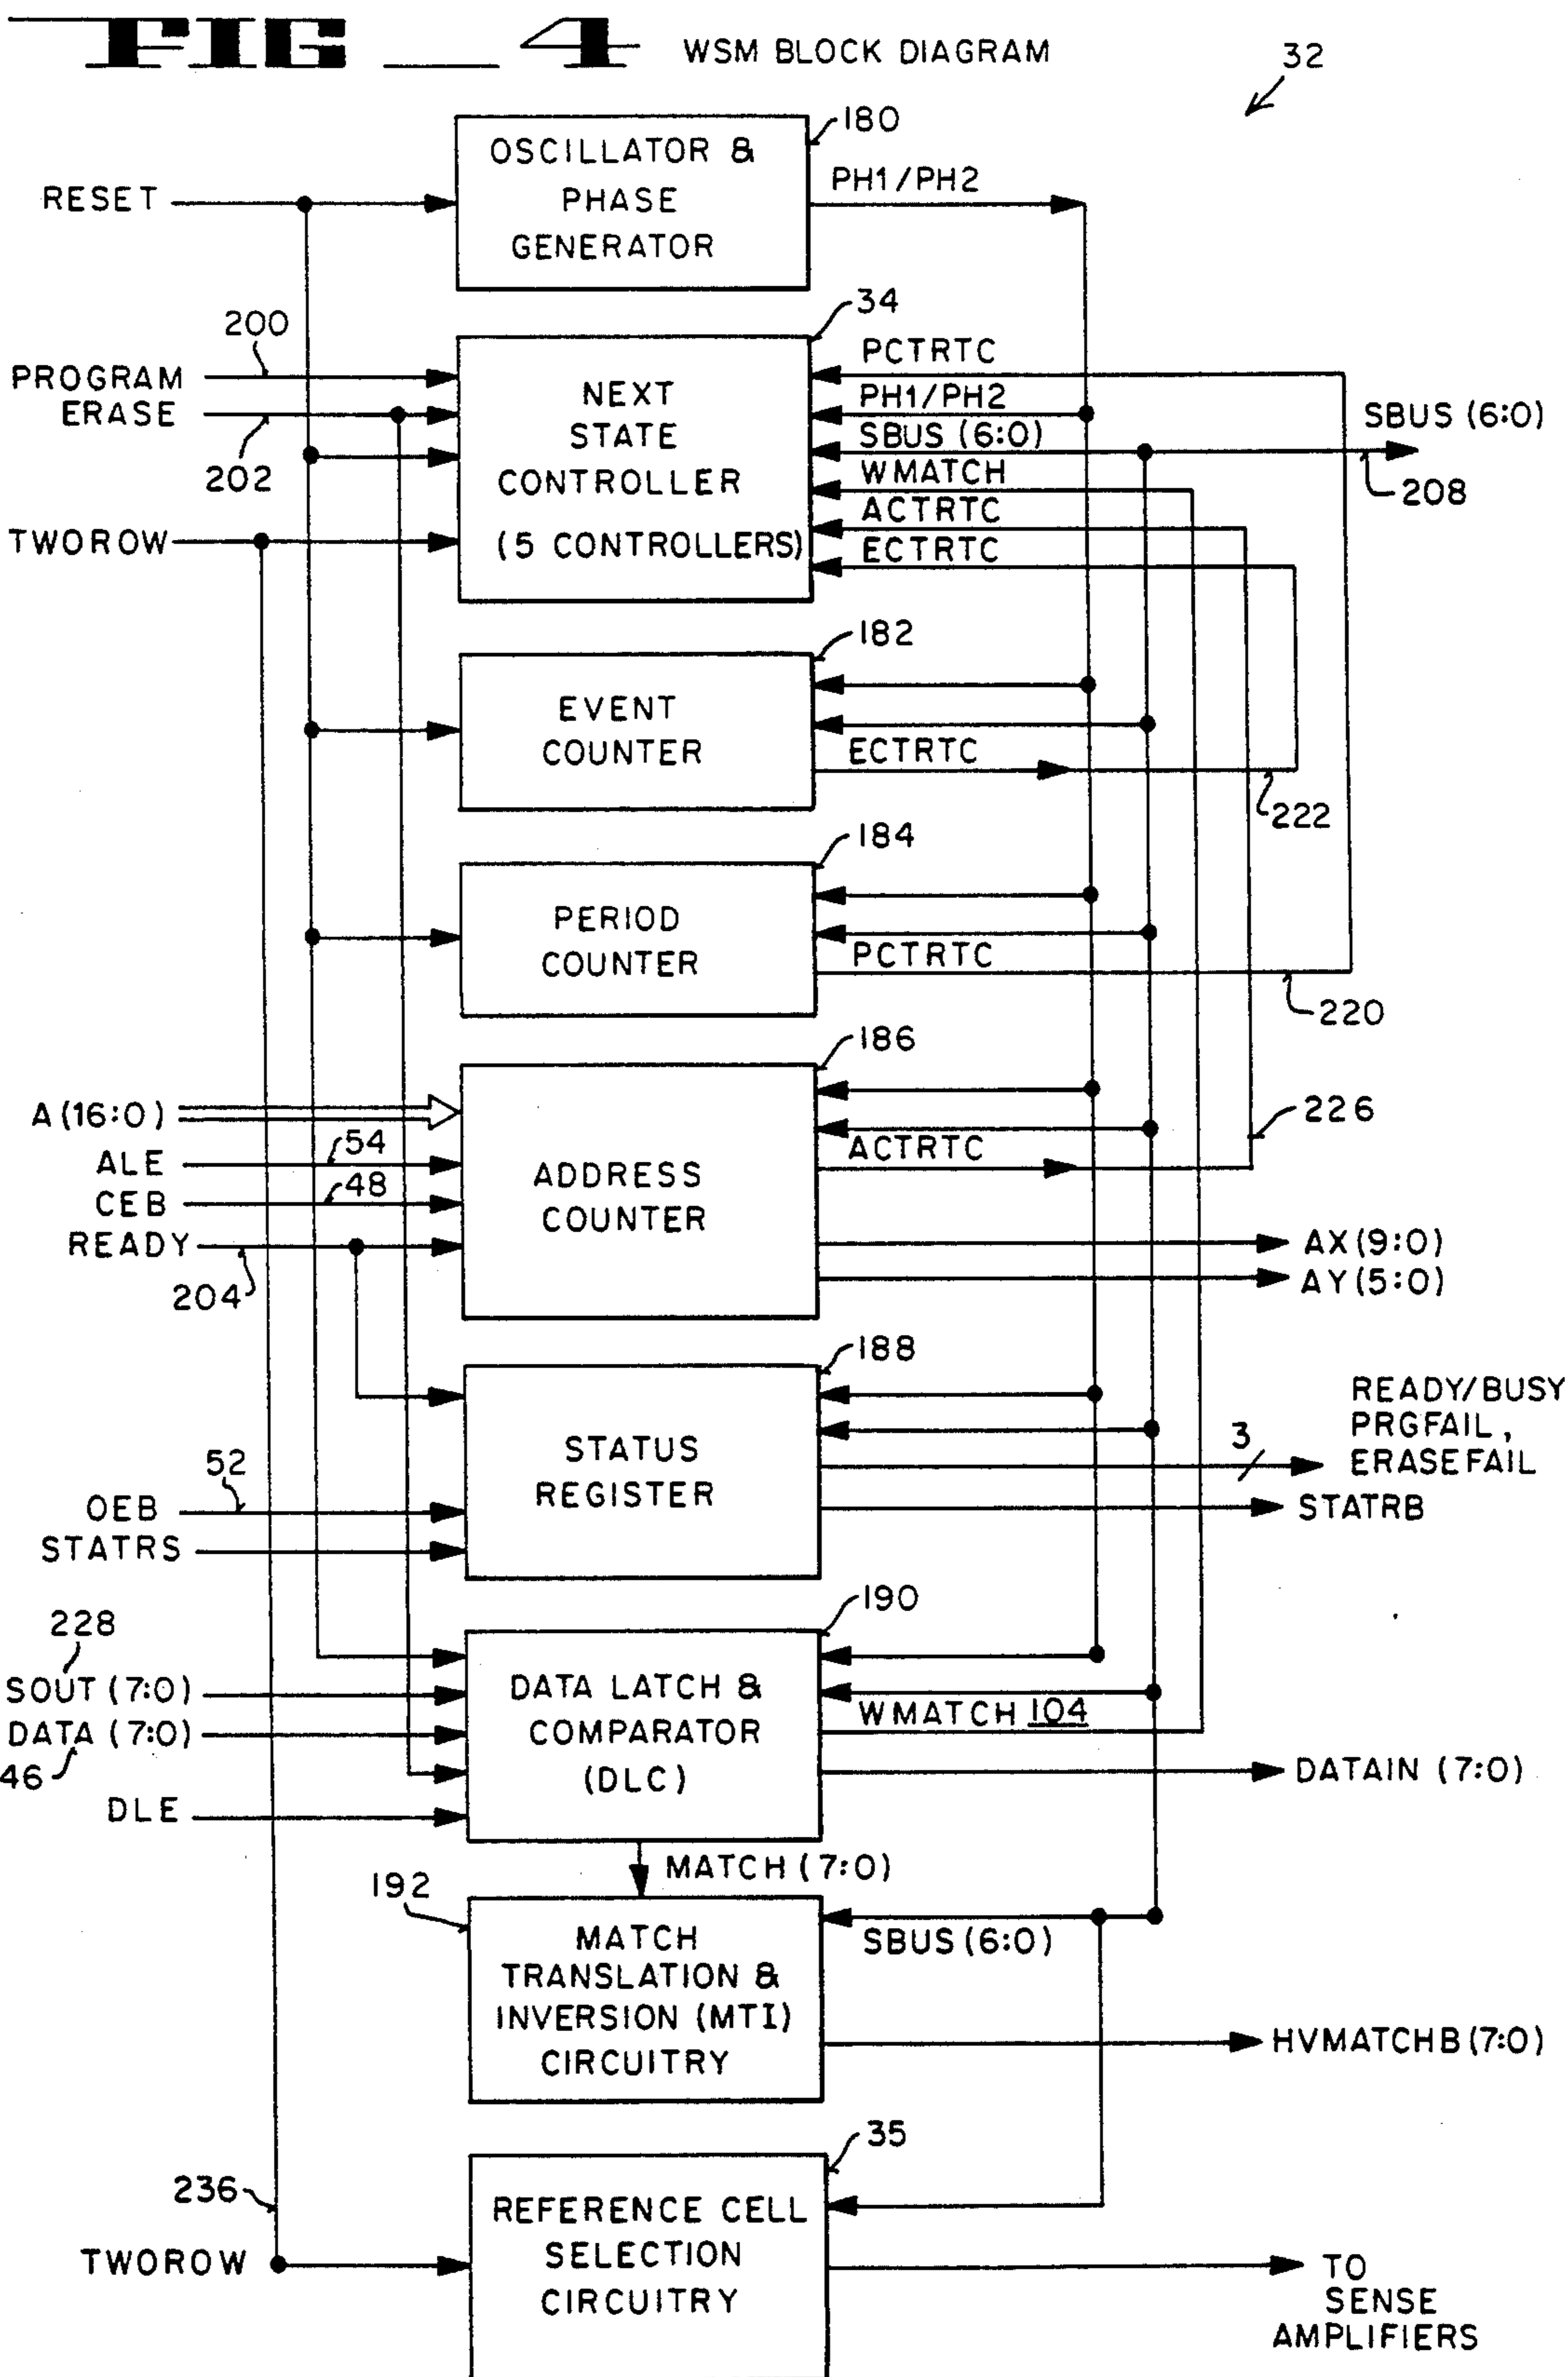 FIG_4 WSM BLOCK DIAGRAM
32
180
OSCILLATOR &
PHASE
GENERATOR
RESET
PH1/PH2
34
200
PROGRAM
ERASE
202
TWOROW
NEXT
STATE
CONTROLLER
(5 CONTROLLERS)
PCTRTC
PH1/PH2
SBUS (6:0)
WMATCH
ACTRTC
ECTRTC
SBUS (6:0)
208
182
EVENT
COUNTER
ECTRTC
222
184
PERIOD
COUNTER
PCTRTC
220
186
A(16:0)
ALE
54
CEB
48
READY
204
ADDRESS
COUNTER
ACTRTC
226
AX(9:0)
AY(5:0)
188
STATUS
REGISTER
52
OEB
STATRS
3
READY/BUSY
PRGFAIL,
ERASEFAIL
STATRB
190
228
SOUT (7:0)
DATA (7:0)
46
DLE
DATA LATCH &
COMPARATOR
(DLC)
WMATCH 104
DATAIN (7:0)
MATCH (7:0)
192
MATCH
TRANSLATION &
INVERSION (MTI)
CIRCUITRY
SBUS (6:0)
HVMATCHB (7:0)
35
236
TWOROW
REFERENCE CELL
SELECTION
CIRCUITRY
TO
SENSE
AMPLIFIERS